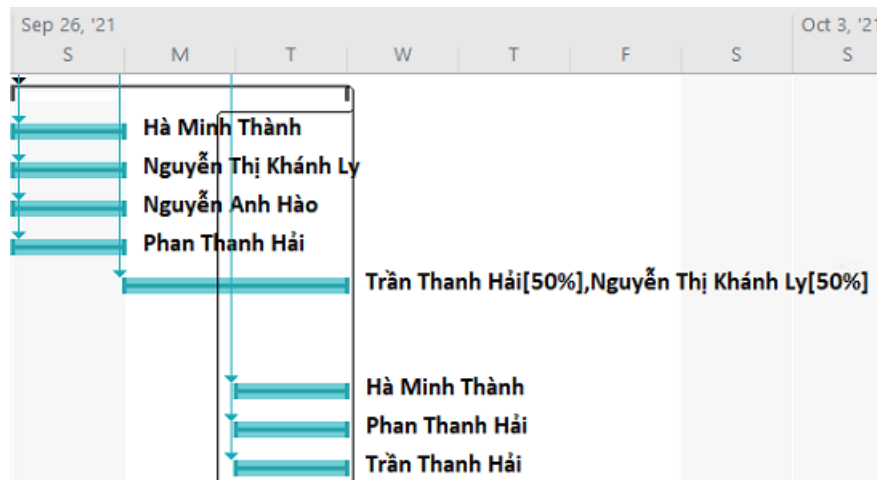 Sep 26, '21 Oct 3, '21
S M T W T F S S
Hà Minh Thành
Nguyễn Thị Khánh Ly
Nguyễn Anh Hào
Phan Thanh Hải
Trần Thanh Hải[50%],Nguyễn Thị Khánh Ly[50%]
Hà Minh Thành
Phan Thanh Hải
Trần Thanh Hải